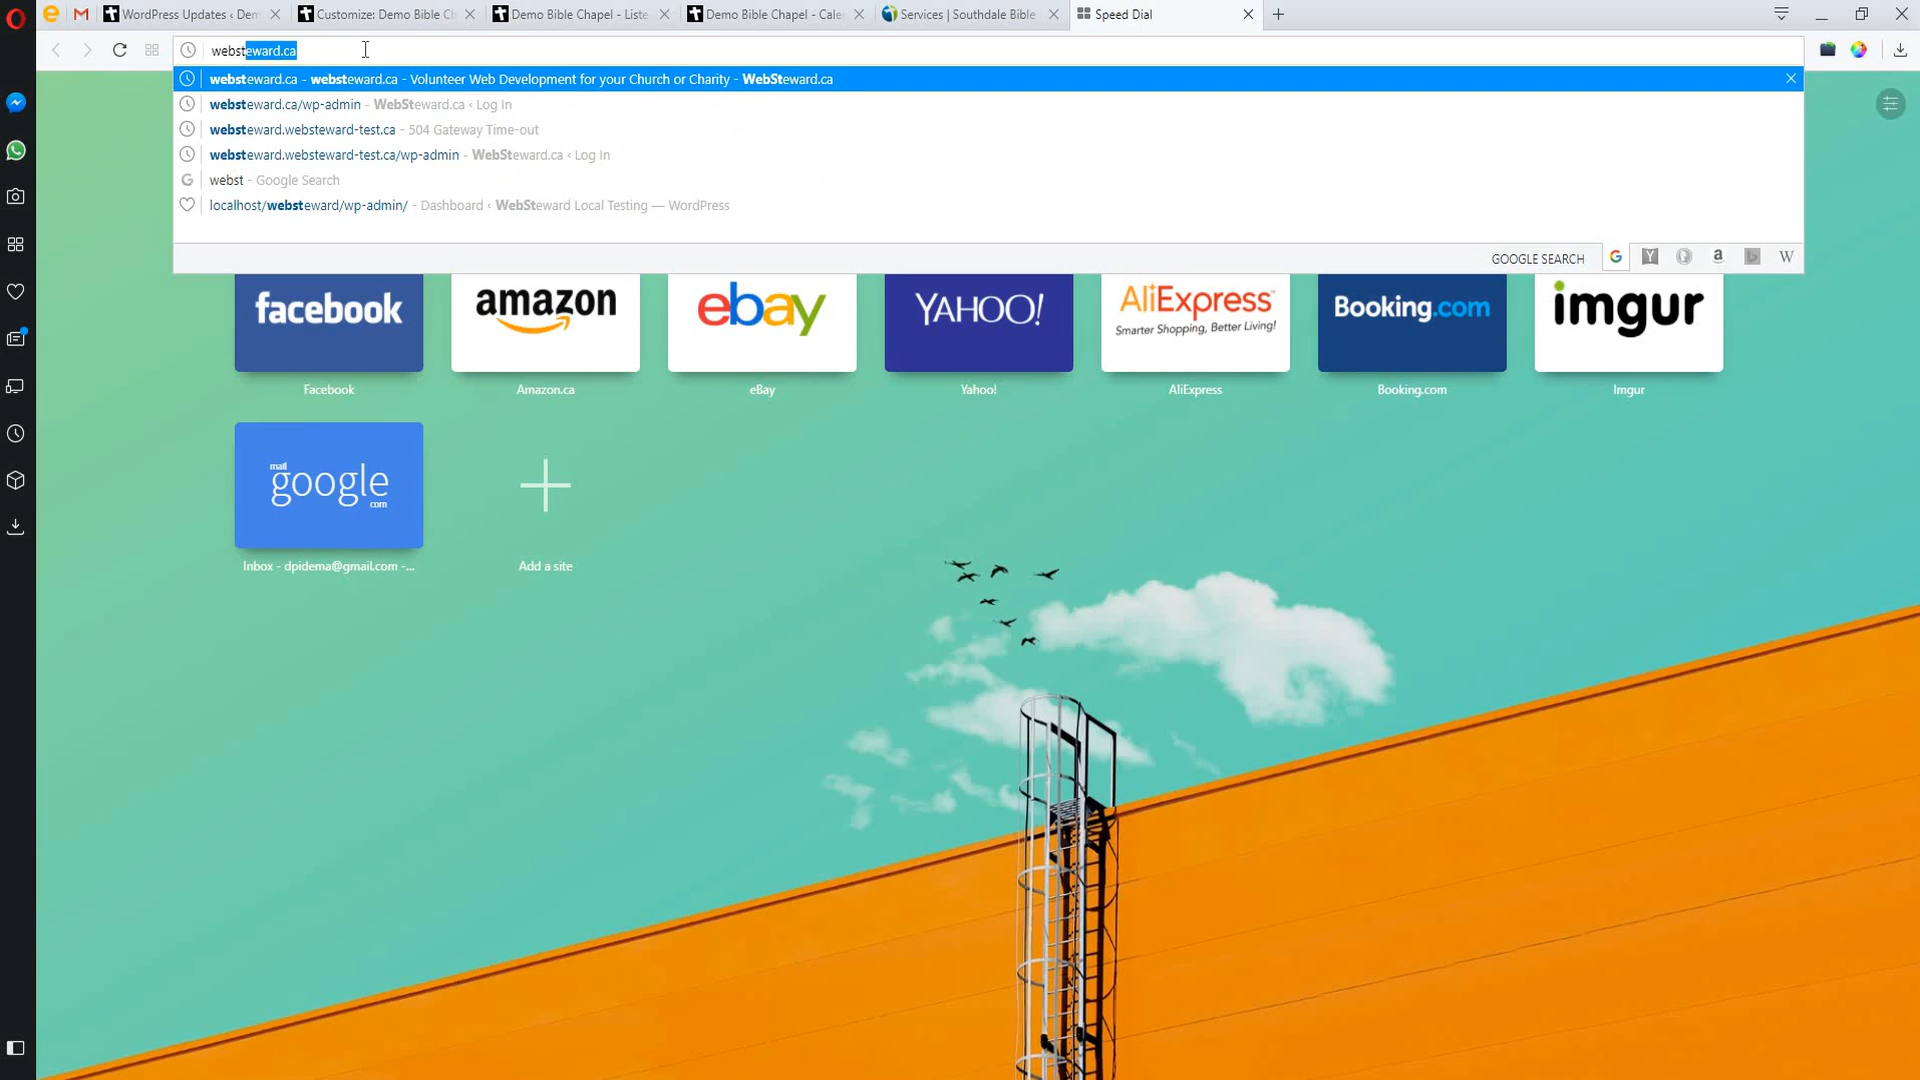 WordPress Updates ‹ Dem
Customize: Demo Bible Ch
Demo Bible Chapel - Liste
Demo Bible Chapel - Cale
Services | Southdale Bible
Speed Dial
websteward.ca
websteward.ca - websteward.ca - Volunteer Web Development for your Church or Charity - WebSteward.ca
websteward.ca/wp-admin - WebSteward.ca ‹ Log In
websteward.websteward-test.ca - 504 Gateway Time-out
websteward.websteward-test.ca/wp-admin - WebSteward.ca ‹ Log In
webst - Google Search
localhost/websteward/wp-admin/ - Dashboard ‹ WebSteward Local Testing — WordPress
GOOGLE SEARCH
facebook
amazon
ebay
YAHOO!
AliExpress
Smarter Shopping, Better Living!
Booking.com
imgur
Facebook
Amazon.ca
eBay
Yahoo!
AliExpress
Booking.com
Imgur
mail
google
com
Inbox - dpidema@gmail.com -...
Add a site